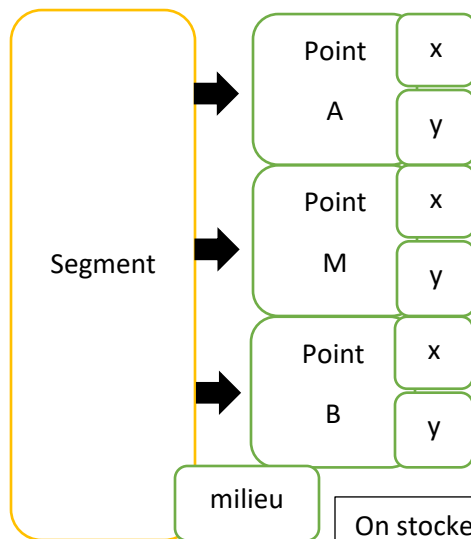 Segment
Point
A
x
y
Point
M
x
y
Point
B
x
y
milieu
On stocke